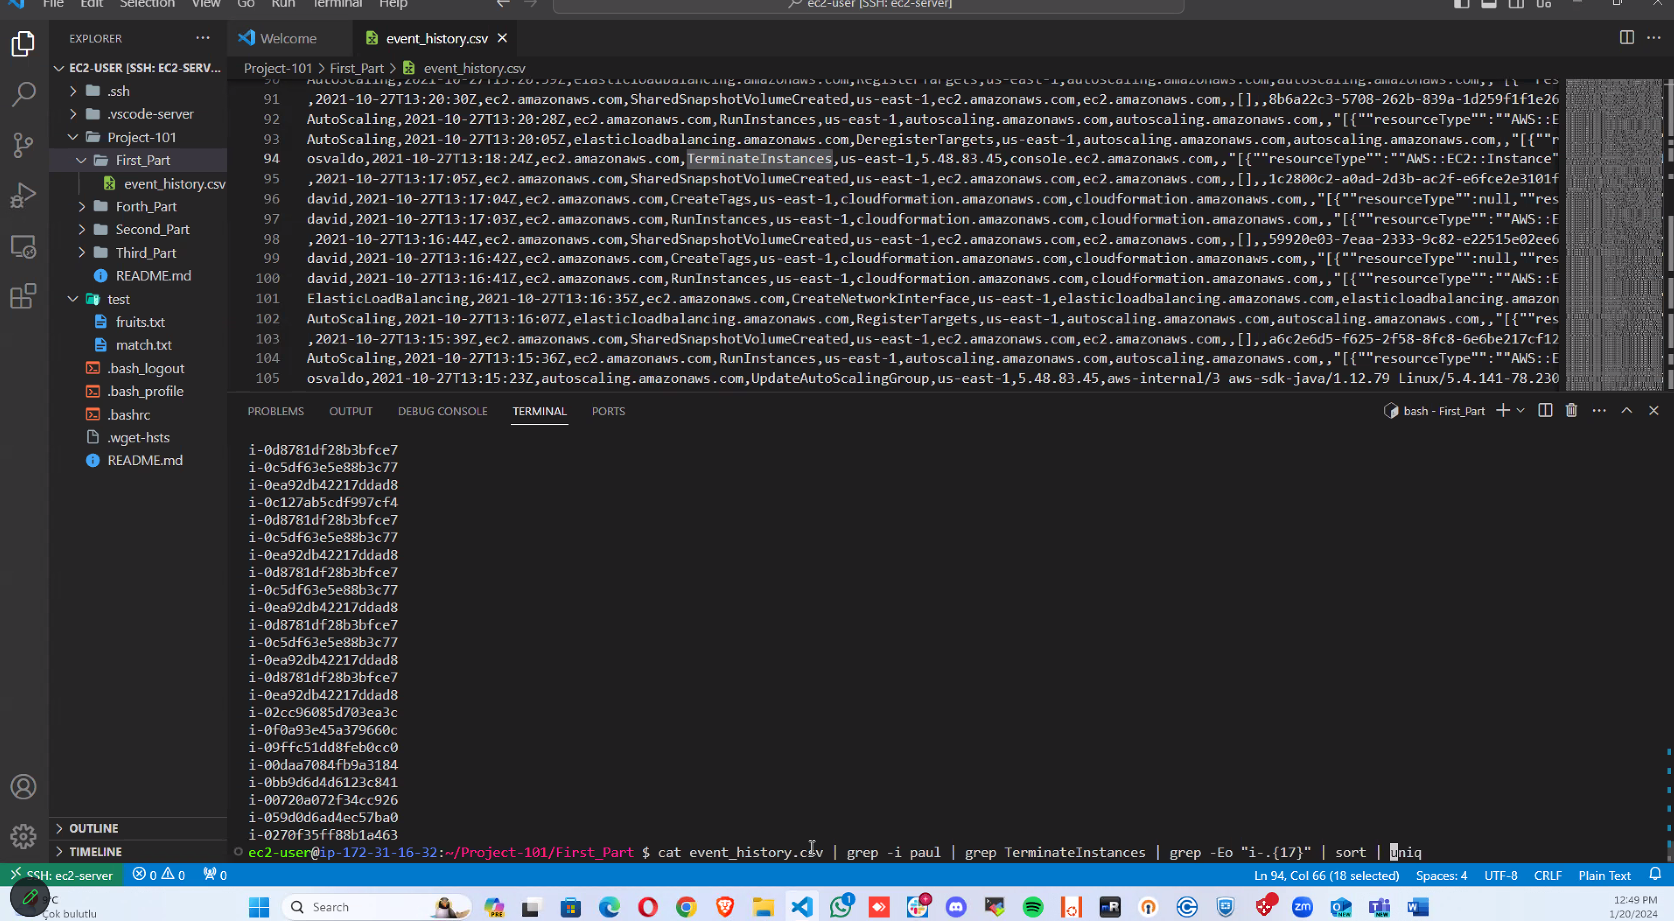 File Edit Selection View Go Run Terminal Help
ec2-user [SSH: ec2-server]
EXPLORER
Welcome
event_history.csv
EC2-USER [SSH: EC2-SERV...
Project-101 First_Part event_history.csv
.ssh
.vscode-server
Project-101
First_Part
event_history.csv
Forth_Part
Second_Part
Third_Part
README.md
test
fruits.txt
match.txt
.bash_logout
.bash_profile
.bashrc
.wget-hsts
README.md
OUTLINE
TIMELINE
90 AutoScaling,2021-10-27T13:20:39Z,elasticloadbalancing.amazonaws.com,RegisterTargets,us-east-1,autoscaling.amazonaws.com,autoscaling.amazonaws.com,,"[{""res
91 ,2021-10-27T13:20:30Z,ec2.amazonaws.com,SharedSnapshotVolumeCreated,us-east-1,ec2.amazonaws.com,ec2.amazonaws.com,,[],,8b6a22c3-5708-262b-839a-1d259f1f1e26
92 AutoScaling,2021-10-27T13:20:28Z,ec2.amazonaws.com,RunInstances,us-east-1,autoscaling.amazonaws.com,autoscaling.amazonaws.com,,"[{""resourceType"":""AWS::E
93 AutoScaling,2021-10-27T13:20:05Z,elasticloadbalancing.amazonaws.com,DeregisterTargets,us-east-1,autoscaling.amazonaws.com,autoscaling.amazonaws.com,,"[{""r
94 osvaldo,2021-10-27T13:18:24Z,ec2.amazonaws.com,TerminateInstances,us-east-1,5.48.83.45,console.ec2.amazonaws.com,,"[{""resourceType"":""AWS::EC2::Instance"
95 ,2021-10-27T13:17:05Z,ec2.amazonaws.com,SharedSnapshotVolumeCreated,us-east-1,ec2.amazonaws.com,ec2.amazonaws.com,,[],,1c2800c2-a0ad-2d3b-ac2f-e6fce2e3101f
96 david,2021-10-27T13:17:04Z,ec2.amazonaws.com,CreateTags,us-east-1,cloudformation.amazonaws.com,cloudformation.amazonaws.com,,"[{""resourceType"":null,""res
97 david,2021-10-27T13:17:03Z,ec2.amazonaws.com,RunInstances,us-east-1,cloudformation.amazonaws.com,cloudformation.amazonaws.com,,"[{""resourceType"":""AWS::E
98 ,2021-10-27T13:16:44Z,ec2.amazonaws.com,SharedSnapshotVolumeCreated,us-east-1,ec2.amazonaws.com,ec2.amazonaws.com,,[],,59920e03-7eaa-2333-9c82-e22515e02ee6
99 david,2021-10-27T13:16:42Z,ec2.amazonaws.com,CreateTags,us-east-1,cloudformation.amazonaws.com,cloudformation.amazonaws.com,,"[{""resourceType"":null,""res
100 david,2021-10-27T13:16:41Z,ec2.amazonaws.com,RunInstances,us-east-1,cloudformation.amazonaws.com,cloudformation.amazonaws.com,,"[{""resourceType"":""AWS::E
101 ElasticLoadBalancing,2021-10-27T13:16:35Z,ec2.amazonaws.com,CreateNetworkInterface,us-east-1,elasticloadbalancing.amazonaws.com,elasticloadbalancing.amazon
102 AutoScaling,2021-10-27T13:16:07Z,elasticloadbalancing.amazonaws.com,RegisterTargets,us-east-1,autoscaling.amazonaws.com,autoscaling.amazonaws.com,,"[{""res
103 ,2021-10-27T13:15:39Z,ec2.amazonaws.com,SharedSnapshotVolumeCreated,us-east-1,ec2.amazonaws.com,ec2.amazonaws.com,,[],,a6c2e6d5-f625-2f58-8fc8-6e6be217cf12
104 AutoScaling,2021-10-27T13:15:36Z,ec2.amazonaws.com,RunInstances,us-east-1,autoscaling.amazonaws.com,autoscaling.amazonaws.com,,"[{""resourceType"":""AWS::E
105 osvaldo,2021-10-27T13:15:23Z,autoscaling.amazonaws.com,UpdateAutoScalingGroup,us-east-1,5.48.83.45,aws-internal/3 aws-sdk-java/1.12.79 Linux/5.4.141-78.230
PROBLEMS OUTPUT DEBUG CONSOLE TERMINAL PORTS
bash - First_Part
i-0d8781df28b3bfce7
i-0c5df63e5e88b3c77
i-0ea92db42217ddad8
i-0c127ab5cdf997cf4
i-0d8781df28b3bfce7
i-0c5df63e5e88b3c77
i-0ea92db42217ddad8
i-0d8781df28b3bfce7
i-0c5df63e5e88b3c77
i-0ea92db42217ddad8
i-0d8781df28b3bfce7
i-0c5df63e5e88b3c77
i-0ea92db42217ddad8
i-0d8781df28b3bfce7
i-0ea92db42217ddad8
i-02cc96085d703ea3c
i-0f0a93e45a379660c
i-09ffc51dd8feb0cc0
i-00daa7084fb9a3184
i-0bb9d6d4d6123c841
i-00720a072f34cc926
i-059d0d6ad4ec57ba0
i-0270f35ff88b1a463
ec2-user@ip-172-31-16-32:~/Project-101/First_Part $ cat event_history.csv | grep -i paul | grep TerminateInstances | grep -Eo "i-.{17}" | sort | uniq
SSH: ec2-server 0 0 0
Ln 94, Col 66 (18 selected) Spaces: 4 UTF-8 CRLF Plain Text
Çok bulutlu
Search
12:49 PM
1/20/2024